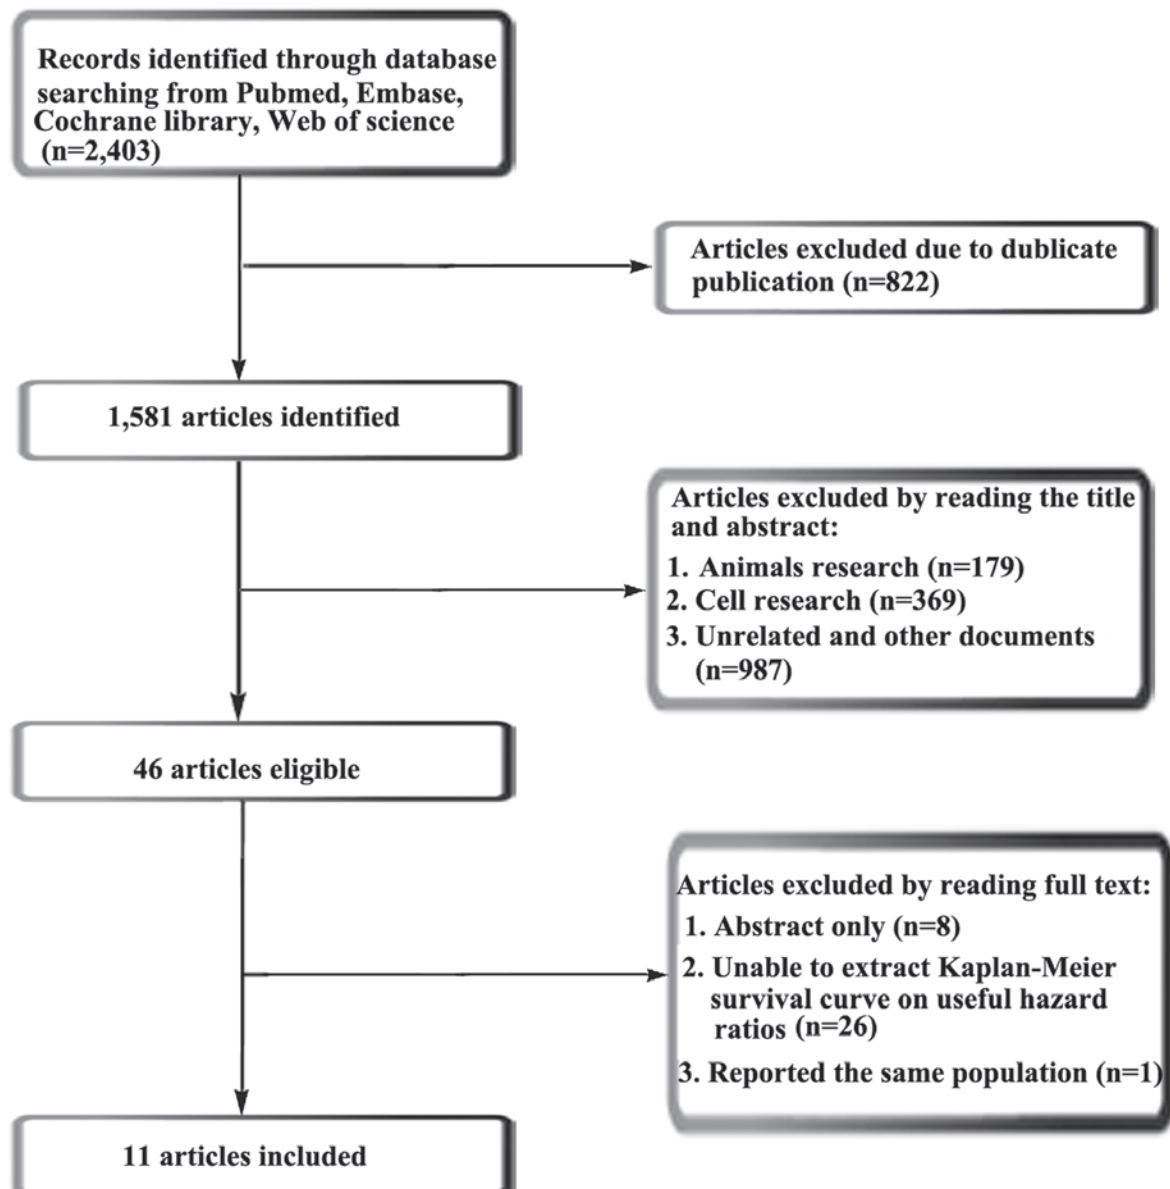 Records identified through database
searching from Pubmed, Embase,
Cochrane library, Web of science
(n=2,403)
Articles excluded due to dublicate
publication (n=822)
1,581 articles identified
Articles excluded by reading the title
and abstract:
1. Animals research (n=179)
2. Cell research (n=369)
3. Unrelated and other documents
(n=987)
46 articles eligible
Articles excluded by reading full text:
1. Abstract only (n=8)
2. Unable to extract Kaplan-Meier
survival curve on useful hazard
ratios (n=26)
3. Reported the same population (n=1)
11 articles included